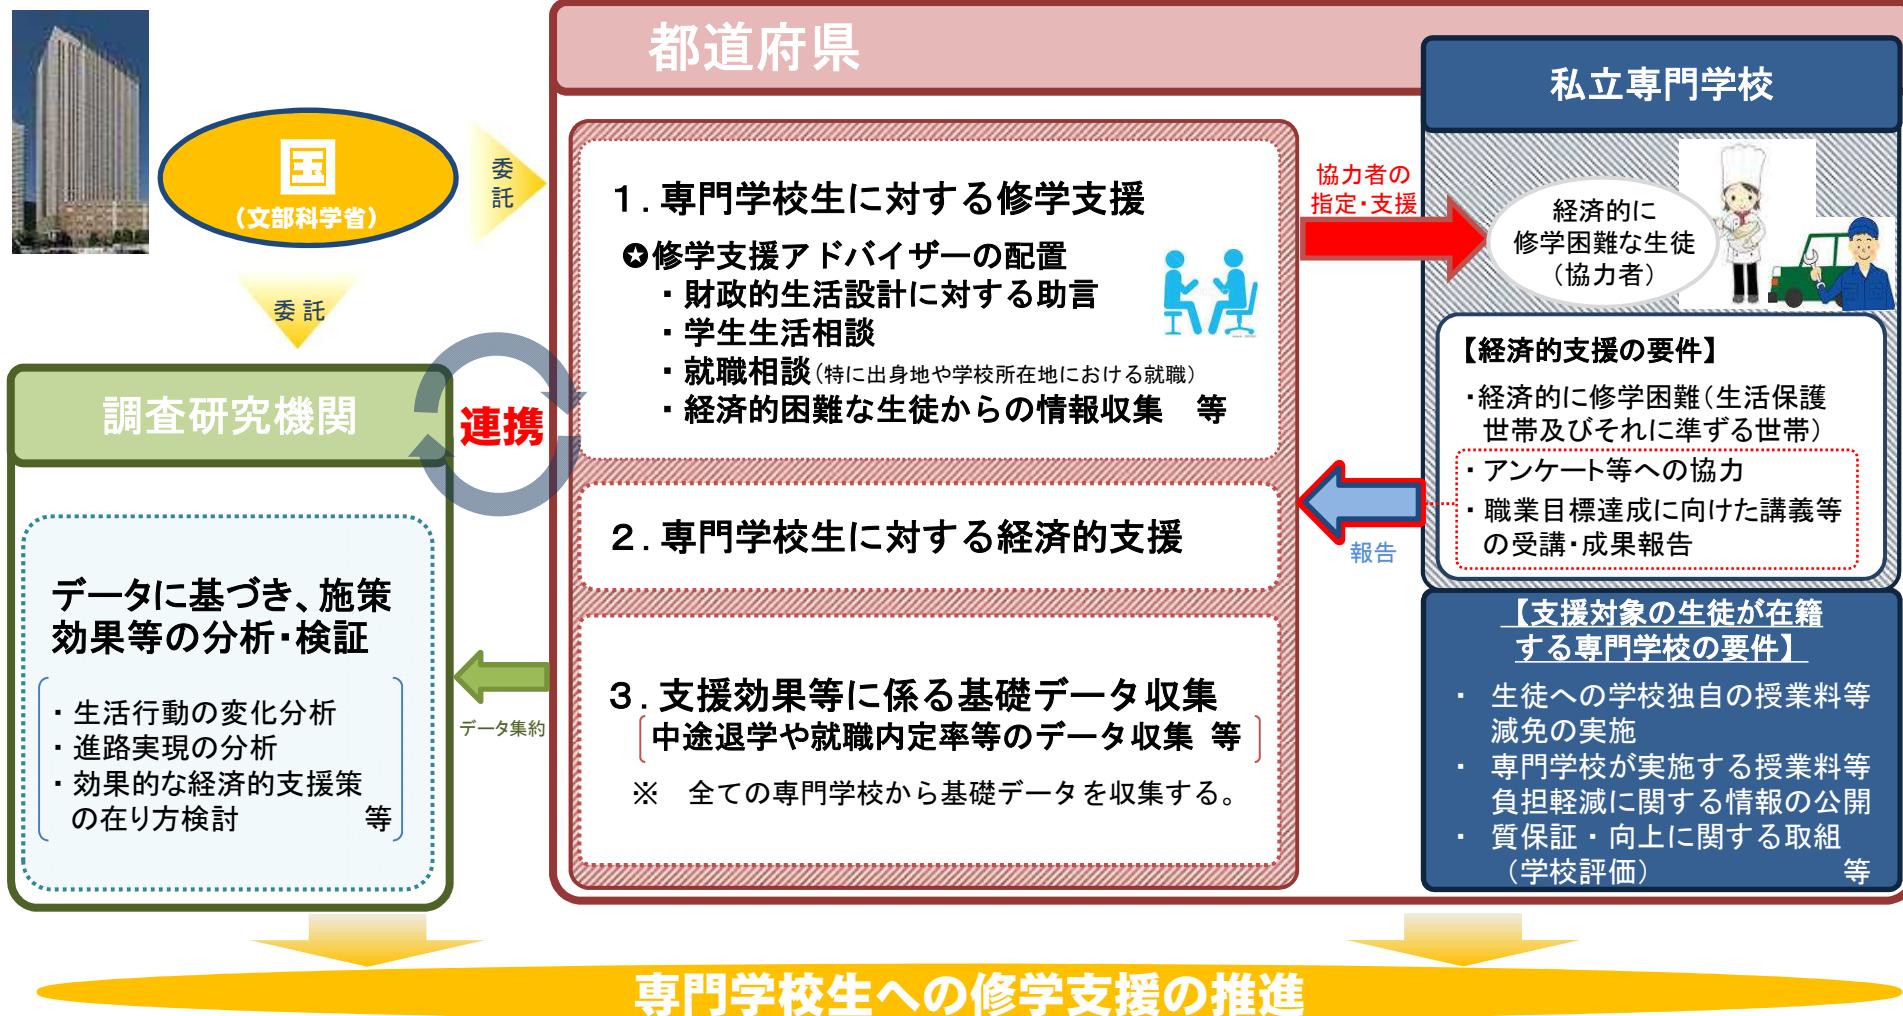 都道府県
国
（文部科学省）
委託
委託
調査研究機関
データに基づき、施策
効果等の分析・検証
・生活行動の変化分析
・進路実現の分析
・効果的な経済的支援策
の在り方検討　等
連携
データ集約
１．専門学校生に対する修学支援
✪修学支援アドバイザーの配置
・財政的生活設計に対する助言
・学生生活相談
・就職相談（特に出身地や学校所在地における就職）
・経済的困難な生徒からの情報収集　等
２．専門学校生に対する経済的支援
３．支援効果等に係る基礎データ収集
中途退学や就職内定率等のデータ収集 等
※　全ての専門学校から基礎データを収集する。
協力者の
指定・支援
報告
私立専門学校
経済的に
修学困難な生徒
（協力者）
【経済的支援の要件】
・経済的に修学困難（生活保護
世帯及びそれに準ずる世帯）
・アンケート等への協力
・職業目標達成に向けた講義等
の受講・成果報告
【支援対象の生徒が在籍
する専門学校の要件】
・ 生徒への学校独自の授業料等
減免の実施
・ 専門学校が実施する授業料等
負担軽減に関する情報の公開
・ 質保証・向上に関する取組
（学校評価）　等
専門学校生への修学支援の推進